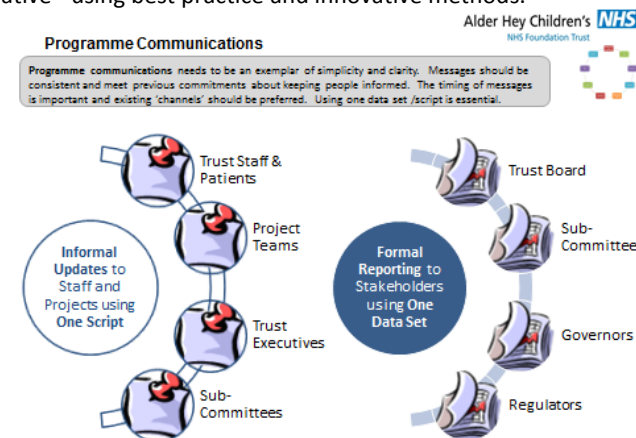 ative - using best practice and innovative methods.
Alder Hey Children's NHS
NHS Foundation Trust
Programme Communications
Programme communications needs to be an exemplar of simplicity and clarity. Messages should be
consistent and meet previous commitments about keeping people informed. The timing of messages
is important and existing 'channels' should be preferred. Using one data set /script is essential.
Trust Staff &
Patients
Project
Teams
Informal
Updates to
Staff and
Projects using
One Script
Trust
Executives
Sub-
Committees
Trust Board
Sub-
Committee
Formal
Reporting to
Stakeholders
using One
Data Set
Governors
Regulators